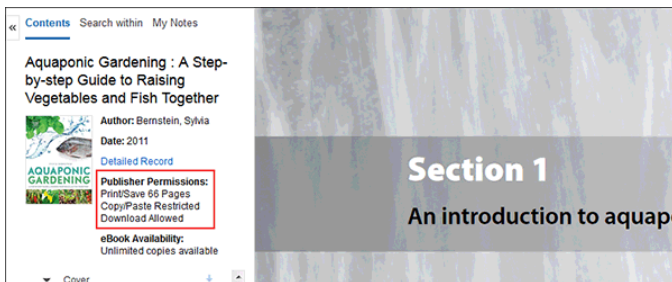 « Contents Search within My Notes
Aquaponic Gardening : A Step-
by-step Guide to Raising
Vegetables and Fish Together
Author: Bernstein, Sylvia
Date: 2011
Detailed Record
AQUAPONIC
GARDENING
Publisher Permissions:
Print/Save 66 Pages
Copy/Paste Restricted
Download Allowed
eBook Availability:
Unlimited copies available
Cover
Section 1
An introduction to aquap